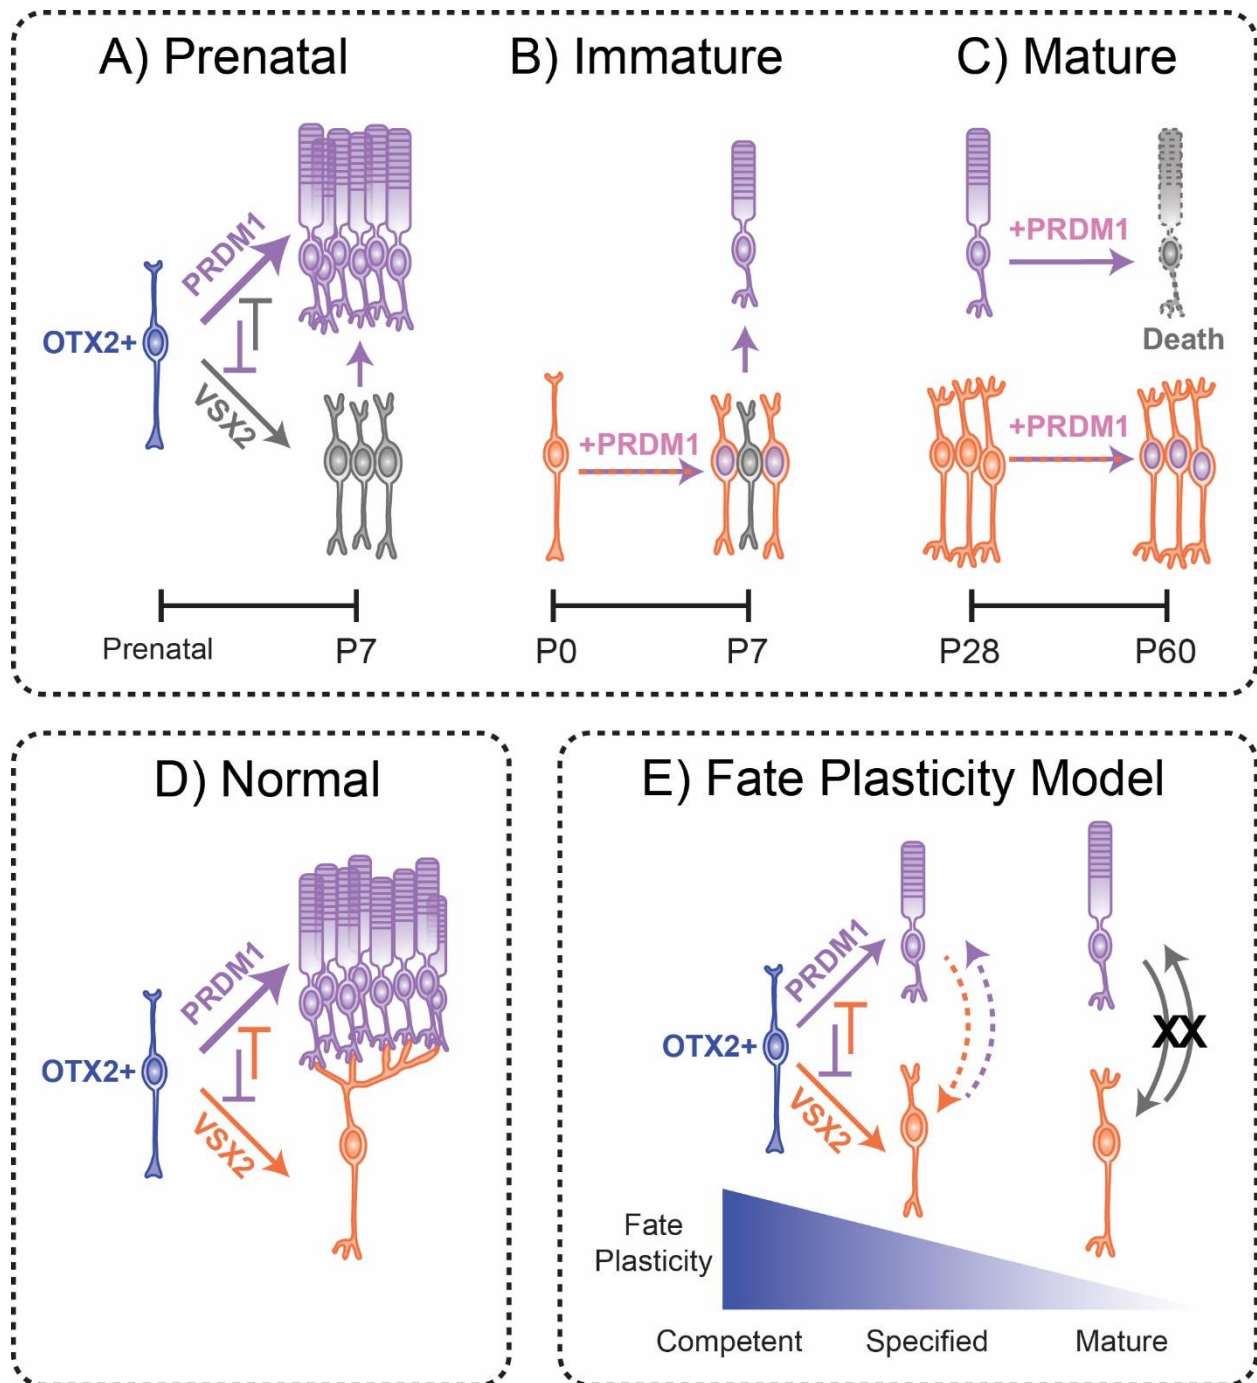 A) Prenatal
B) Immature
C) Mature
PRDM1
OTX2+
VSX2
+PRDM1
+PRDM1
Death
+PRDM1
Prenatal
P7
P0
P7
P28
P60
D) Normal
PRDM1
OTX2+
VSX2
E) Fate Plasticity Model
PRDM1
OTX2+
VSX2
XX
Fate
Plasticity
Competent
Specified
Mature